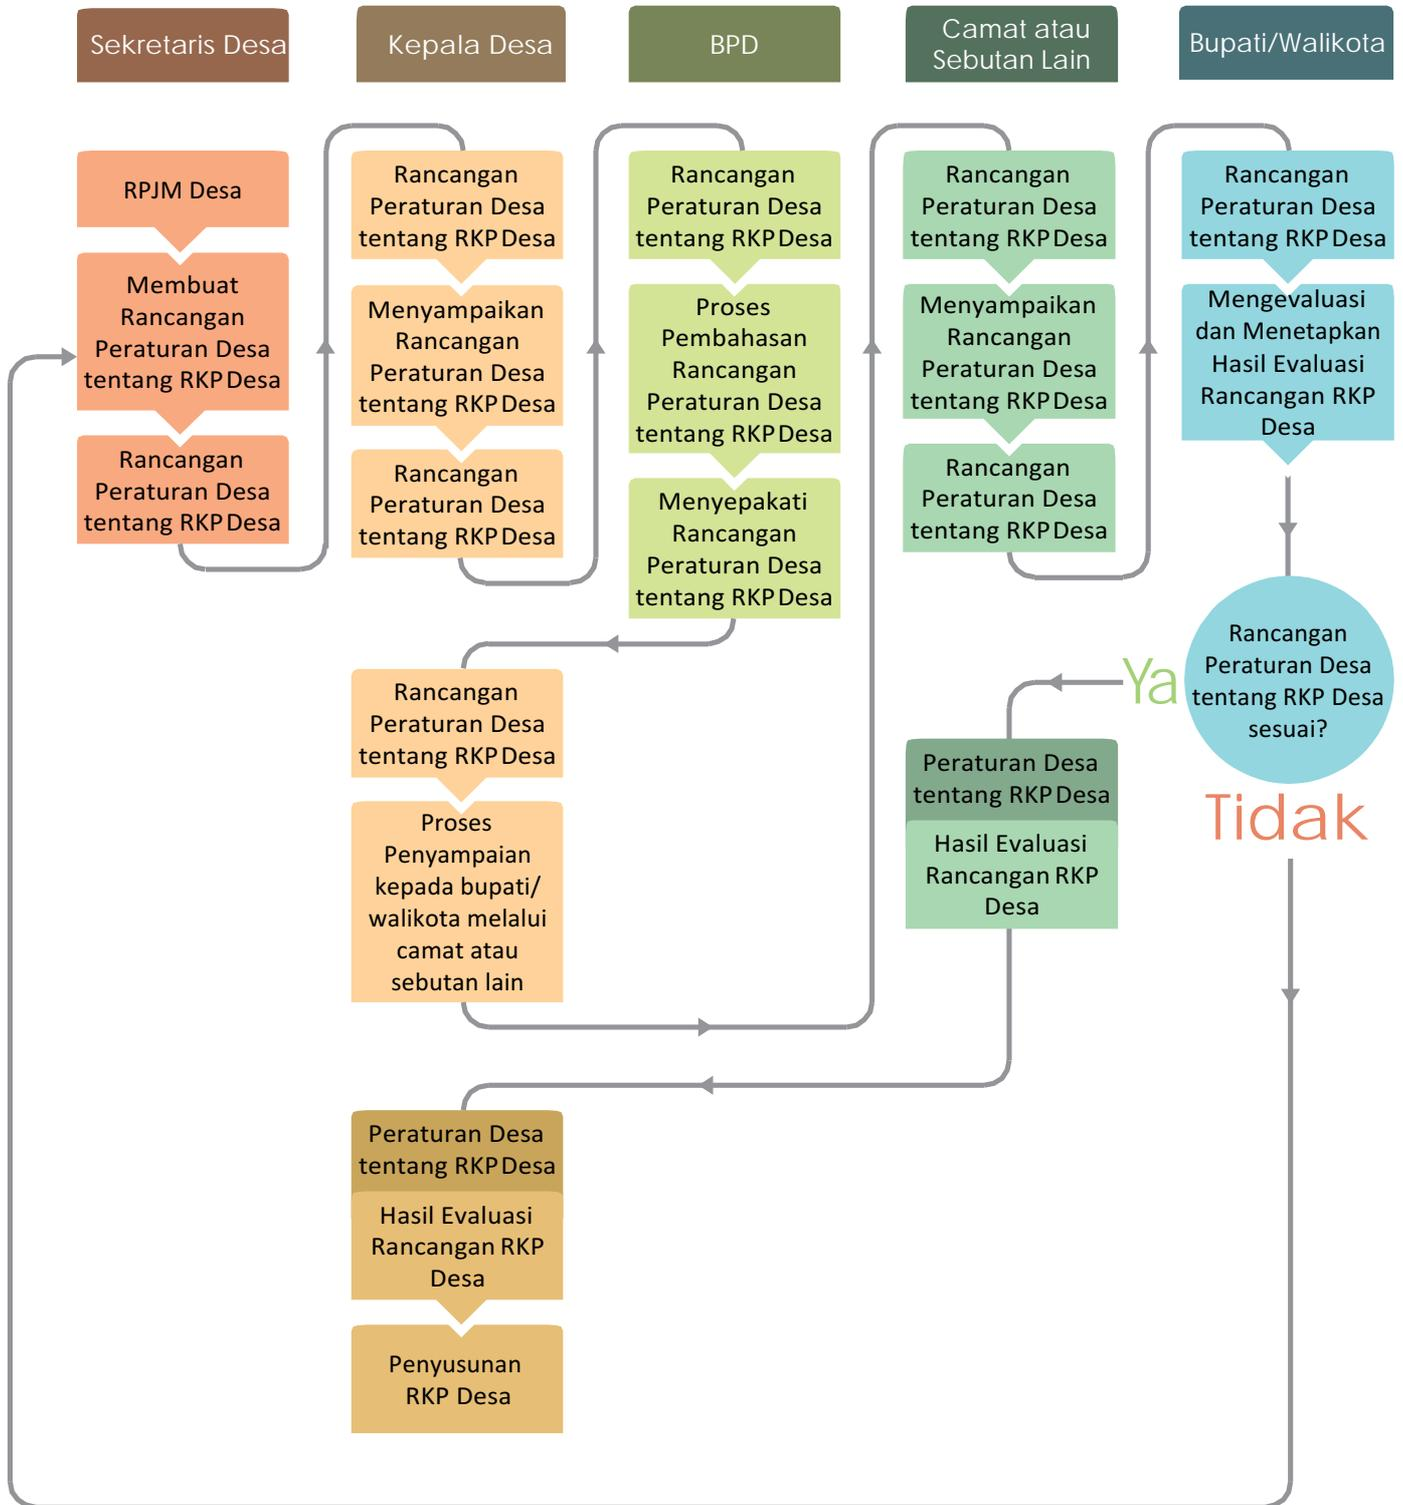 Sekretaris Desa
Kepala Desa
BPD
Camat atau
Sebutan Lain
Bupati/Walikota
RPJM Desa
Membuat
Rancangan
Peraturan Desa
tentang RKP Desa
Rancangan
Peraturan Desa
tentang RKP Desa
Rancangan
Peraturan Desa
tentang RKP Desa
Menyampaikan
Rancangan
Peraturan Desa
tentang RKP Desa
Rancangan
Peraturan Desa
tentang RKP Desa
Rancangan
Peraturan Desa
tentang RKP Desa
Proses
Pembahasan
Rancangan
Peraturan Desa
tentang RKP Desa
Menyepakati
Rancangan
Peraturan Desa
tentang RKP Desa
Rancangan
Peraturan Desa
tentang RKP Desa
Proses
Penyampaian
kepada bupati/
walikota melalui
camat atau
sebutan lain
Rancangan
Peraturan Desa
tentang RKP Desa
Menyampaikan
Rancangan
Peraturan Desa
tentang RKP Desa
Rancangan
Peraturan Desa
tentang RKP Desa
Rancangan
Peraturan Desa
tentang RKP Desa
Mengevaluasi
dan Menetapkan
Hasil Evaluasi
Rancangan RKP
Desa
Rancangan
Peraturan Desa
tentang RKP Desa
sesuai?
Ya
Tidak
Peraturan Desa
tentang RKP Desa
Hasil Evaluasi
Rancangan RKP
Desa
Peraturan Desa
tentang RKP Desa
Hasil Evaluasi
Rancangan RKP
Desa
Penyusunan
RKP Desa